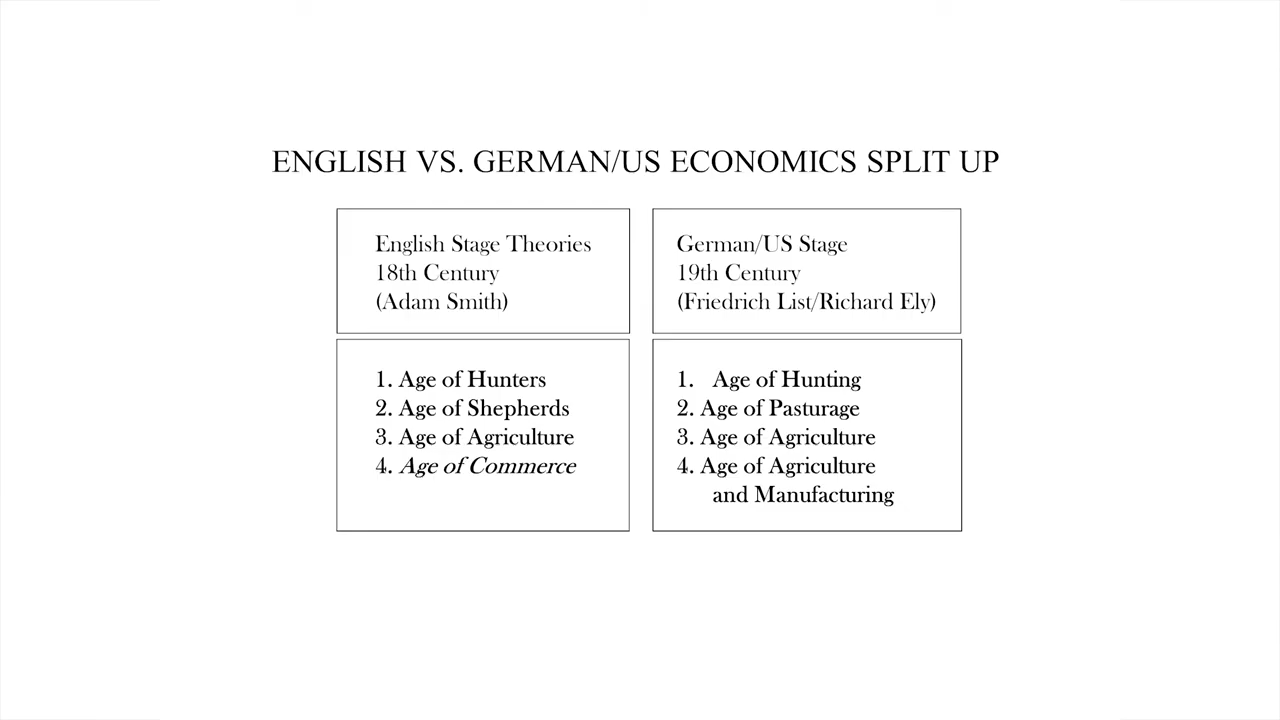 ENGLISH VS. GERMAN/US ECONOMICS SPLIT UP
English Stage Theories
18th Century
(Adam Smith)
German/US Stage
19th Century
(Friedrich List/Richard Ely)
1. Age of Hunters
2. Age of Shepherds
3. Age of Agriculture
4. Age of Commerce
1. Age of Hunting
2. Age of Pasturage
3. Age of Agriculture
4. Age of Agriculture
and Manufacturing